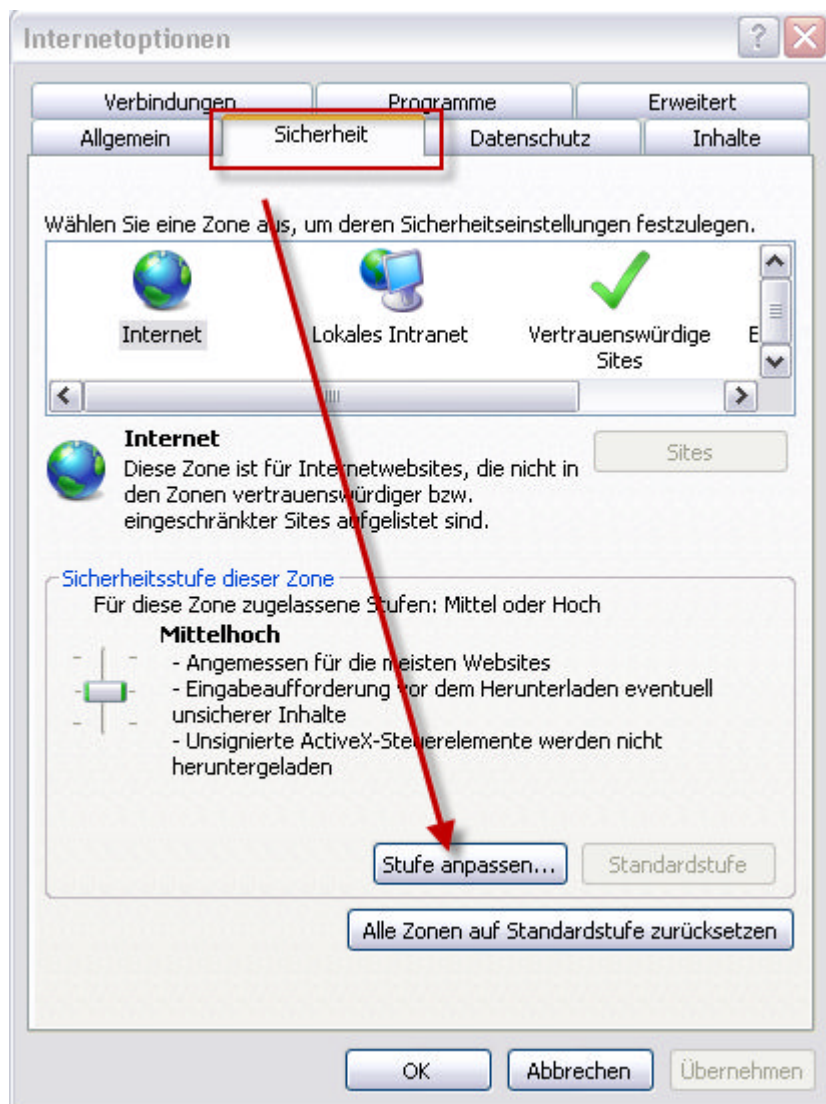 Internetoptionen
Verbindungen Programme Erweitert
Allgemein Sicherheit Datenschutz Inhalte
Wählen Sie eine Zone aus, um deren Sicherheitseinstellungen festzulegen.
Internet Lokales Intranet Vertrauenswürdige E
Sites
Internet
Sites
Diese Zone ist für Internetwebsites, die nicht in
den Zonen vertrauenswürdiger bzw.
eingeschränkter Sites aufgelistet sind.
Sicherheitsstufe dieser Zone
Für diese Zone zugelassene Stufen: Mittel oder Hoch
Mittelhoch
- Angemessen für die meisten Websites
- Eingabeaufforderung vor dem Herunterladen eventuell
unsicherer Inhalte
- Unsignierte ActiveX-Steuerelemente werden nicht
heruntergeladen
Stufe anpassen... Standardstufe
Alle Zonen auf Standardstufe zurücksetzen
OK Abbrechen Übernehmen